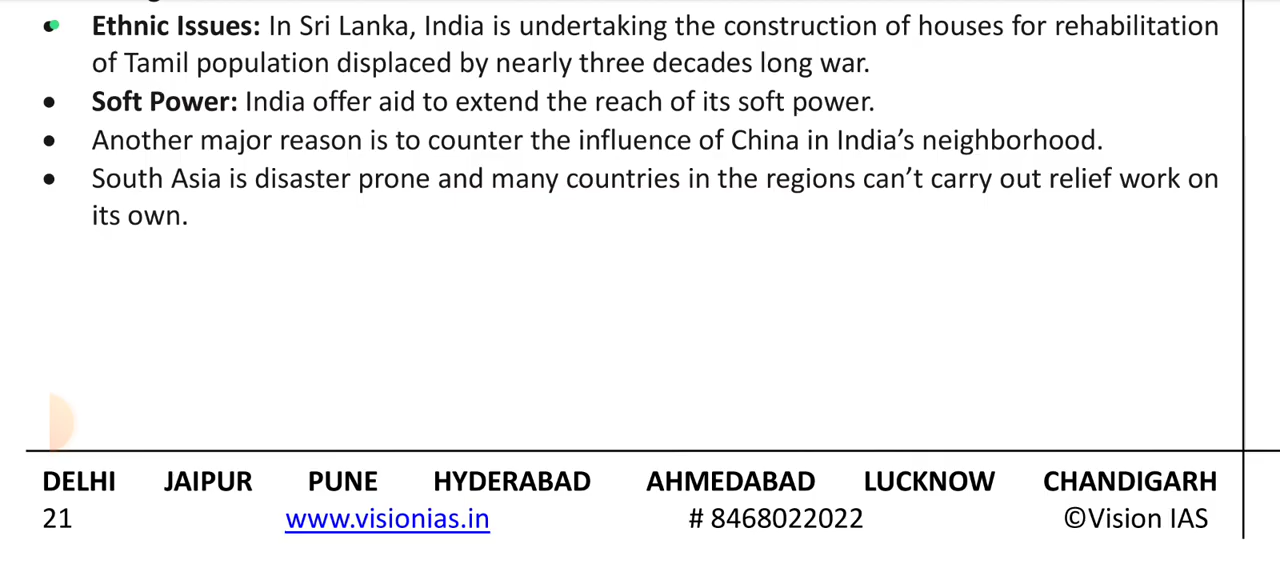 • Ethnic Issues: In Sri Lanka, India is undertaking the construction of houses for rehabilitation
of Tamil population displaced by nearly three decades long war.
• Soft Power: India offer aid to extend the reach of its soft power.
• Another major reason is to counter the influence of China in India’s neighborhood.
• South Asia is disaster prone and many countries in the regions can’t carry out relief work on
its own.
DELHI JAIPUR PUNE HYDERABAD AHMEDABAD LUCKNOW CHANDIGARH
21 www.visionias.in # 8468022022 ©Vision IAS